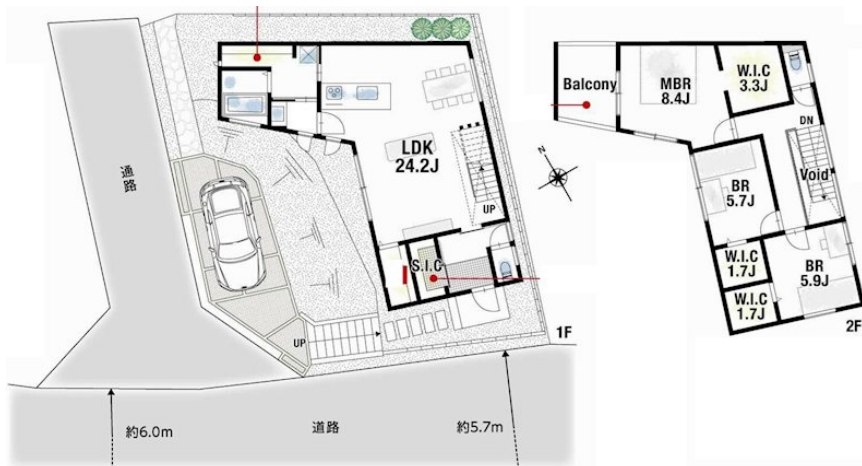 通路
LDK
24.2J
UP
S.I.C
UP
1F
約6.0m
道路
約5.7m
N
Balcony
MBR
8.4J
W.I.C
3.3J
DN
Void
BR
5.7J
W.I.C
1.7J
BR
5.9J
W.I.C
1.7J
2F